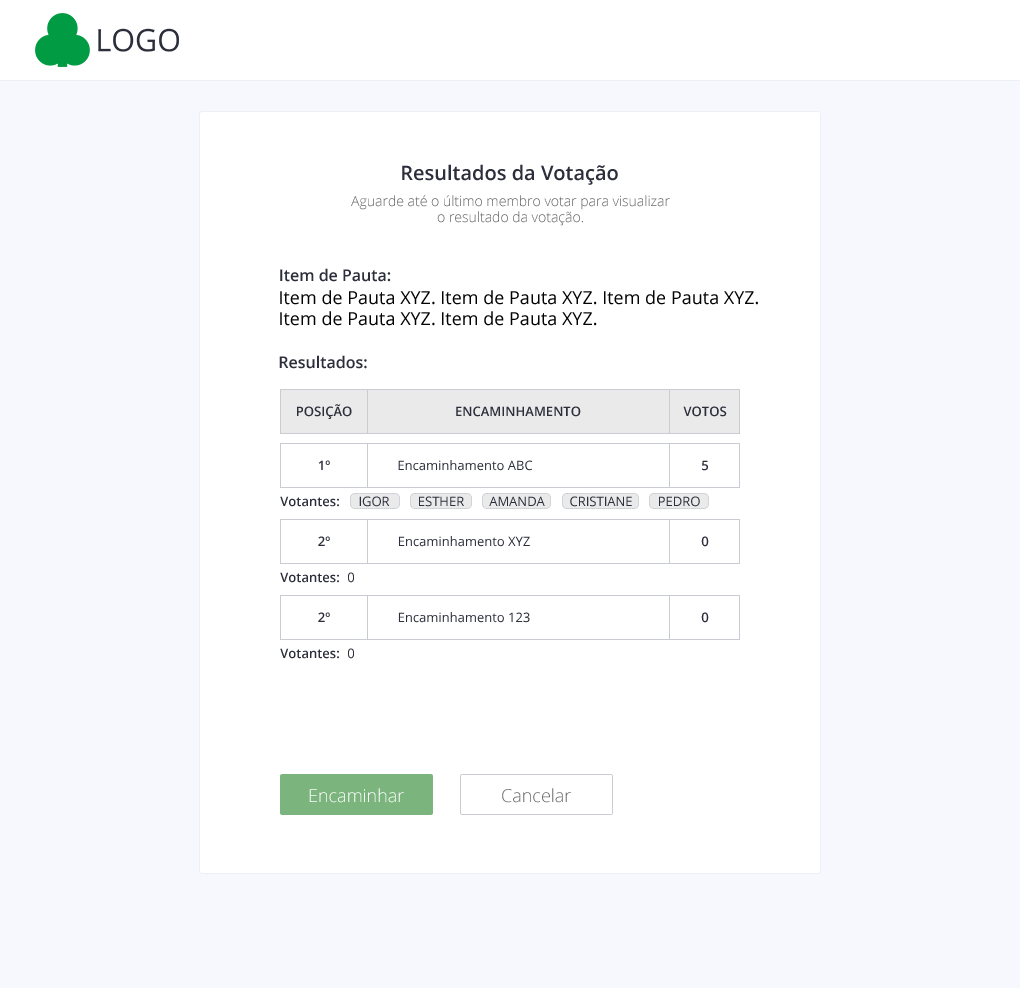 LOGO
Resultados da Votação
Aguarde até o último membro votar para visualizar
o resultado da votação.
Item de Pauta:
Item de Pauta XYZ. Item de Pauta XYZ. Item de Pauta XYZ.
Item de Pauta XYZ. Item de Pauta XYZ.
Resultados:
POSIÇÃO ENCAMINHAMENTO VOTOS
1º Encaminhamento ABC 5
Votantes: IGOR ESTHER AMANDA CRISTIANE PEDRO
2º Encaminhamento XYZ 0
Votantes: 0
2º Encaminhamento 123 0
Votantes: 0
Encaminhar Cancelar